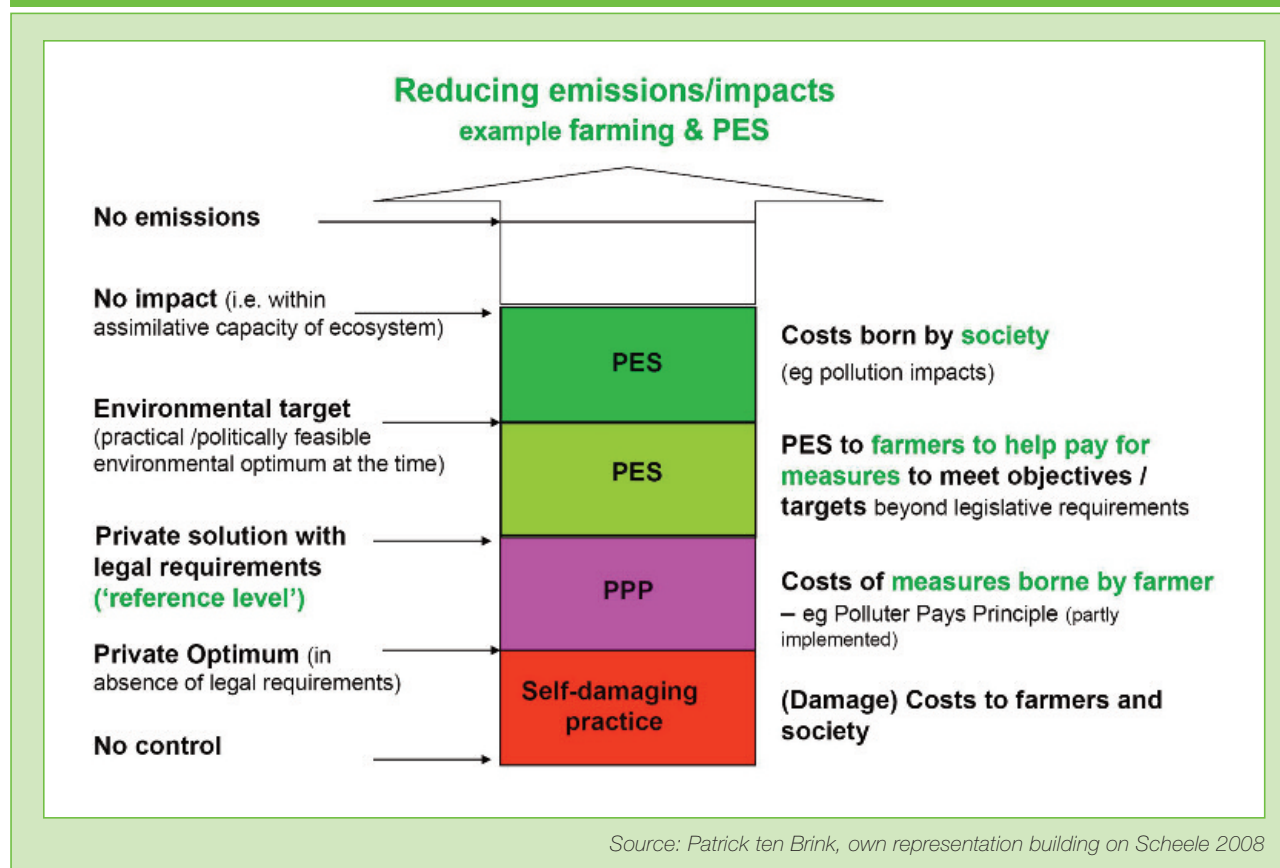 Reducing emissions/impacts
example farming & PES
No emissions
No impact (i.e. within
assimilative capacity of ecosystem)
Environmental target
(practical /politically feasible
environmental optimum at the time)
Private solution with
legal requirements
(‘reference level’)
Private Optimum (in
absence of legal requirements)
No control
PES
PES
PPP
Self-damaging
practice
Costs born by society
(eg pollution impacts)
PES to farmers to help pay for
measures to meet objectives /
targets beyond legislative requirements
Costs of measures borne by farmer
– eg Polluter Pays Principle (partly
implemented)
(Damage) Costs to farmers and
society
Source: Patrick ten Brink, own representation building on Scheele 2008